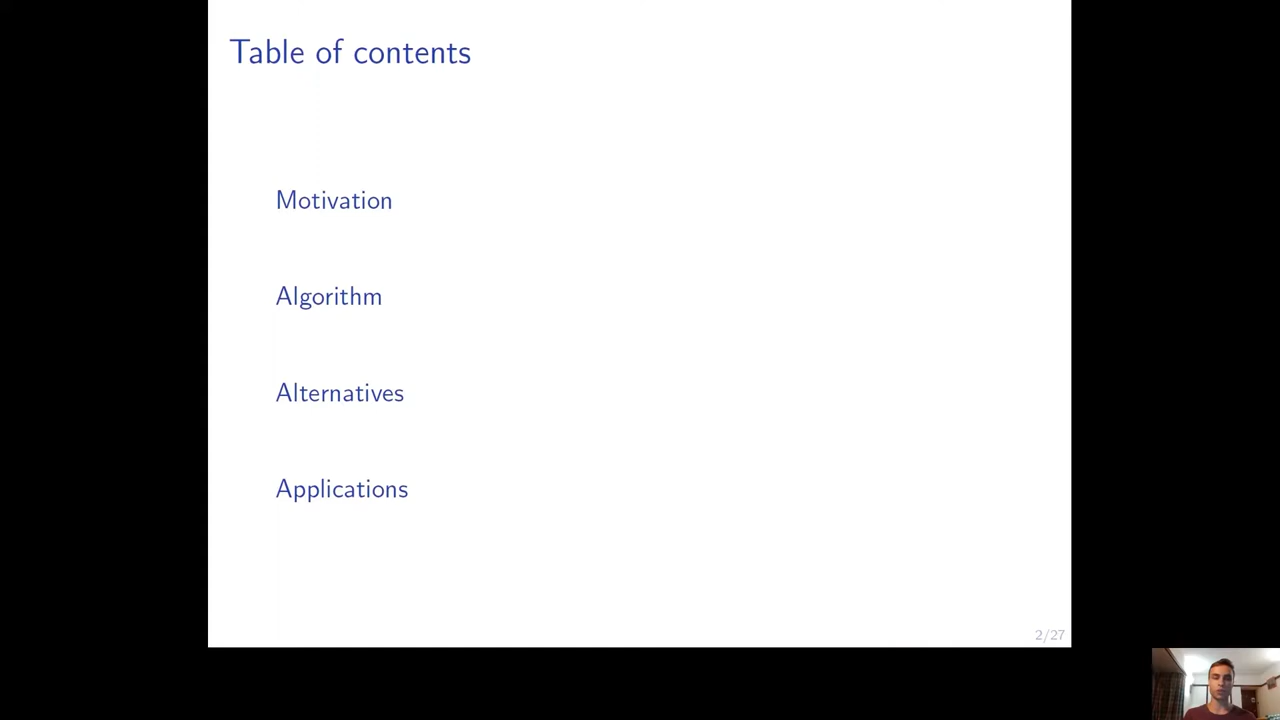 Table of contents
Motivation
Algorithm
Alternatives
Applications
2/27